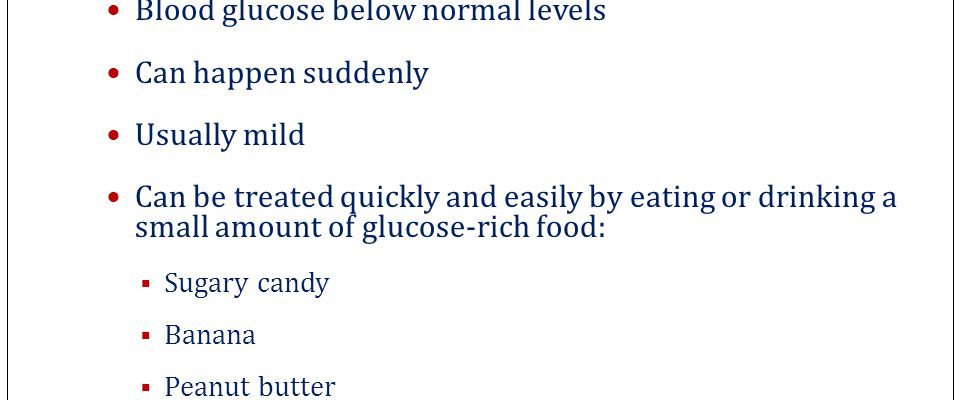 • Blood glucose below normal levels
• Can happen suddenly
• Usually mild
• Can be treated quickly and easily by eating or drinking a
small amount of glucose-rich food:
▪ Sugary candy
▪ Banana
▪ Peanut butter